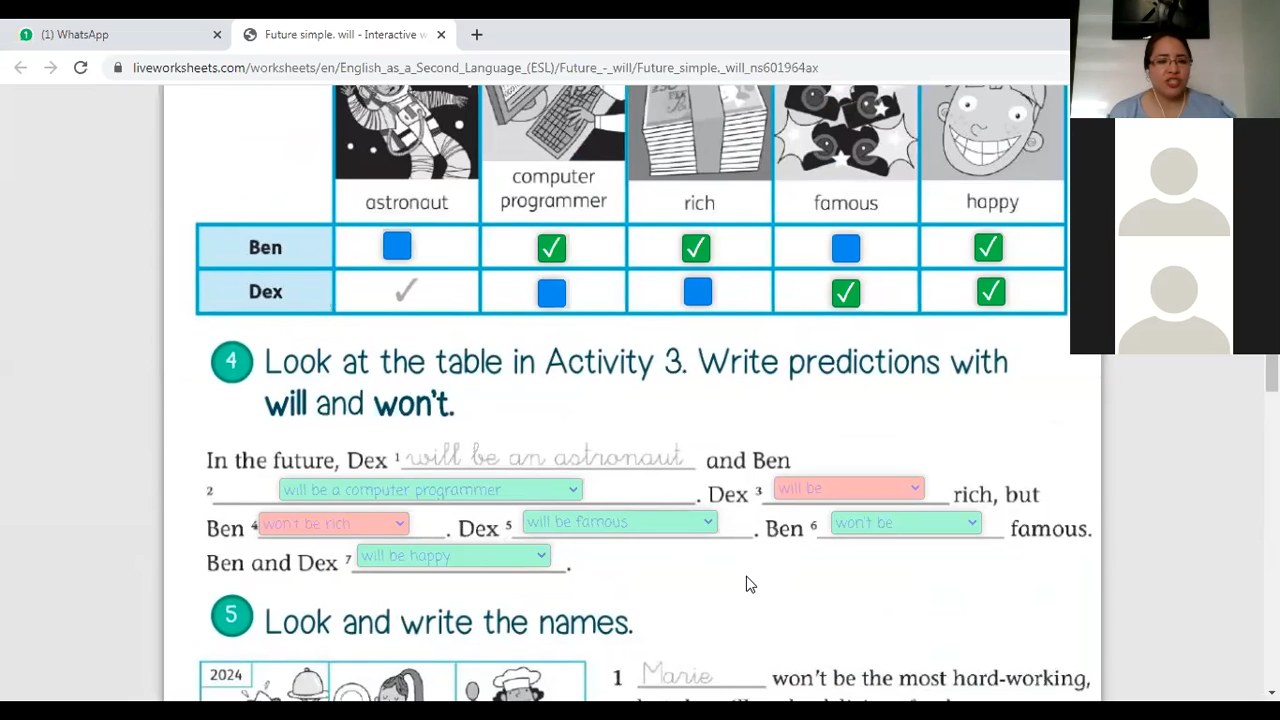 (1) WhatsApp
Future simple. will - Interactive w
liveworksheets.com/worksheets/en/English_as_a_Second_Language_(ESL)/Future_-_will/Future_simple._will_ns601964ax
astronaut
computer
programmer
rich
famous
happy
Ben
Dex
4 Look at the table in Activity 3. Write predictions with
will and won't.
In the future, Dex 1 will be an astronaut and Ben
2 will be a computer programmer . Dex 3 will be rich, but
Ben 4 won't be rich . Dex 5 will be famous . Ben 6 won't be famous.
Ben and Dex 7 will be happy .
5 Look and write the names.
2024
1 Marie won't be the most hard-working,